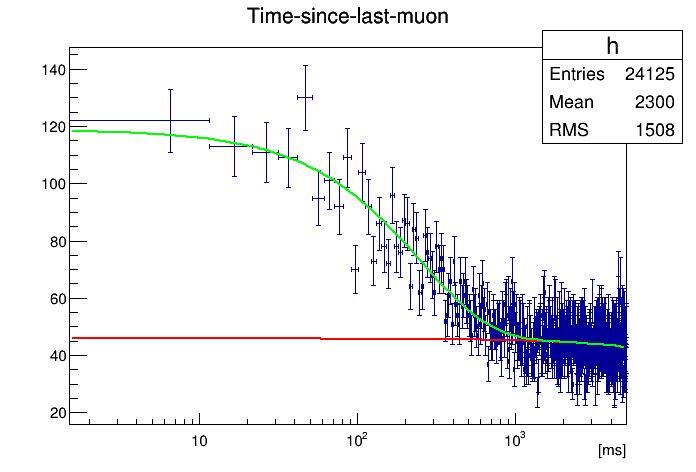 Time-since-last-muon
h
Entries 24125
Mean 2300
RMS 1508
140
120
100
80
60
40
20
10 10² 10³
[ms]